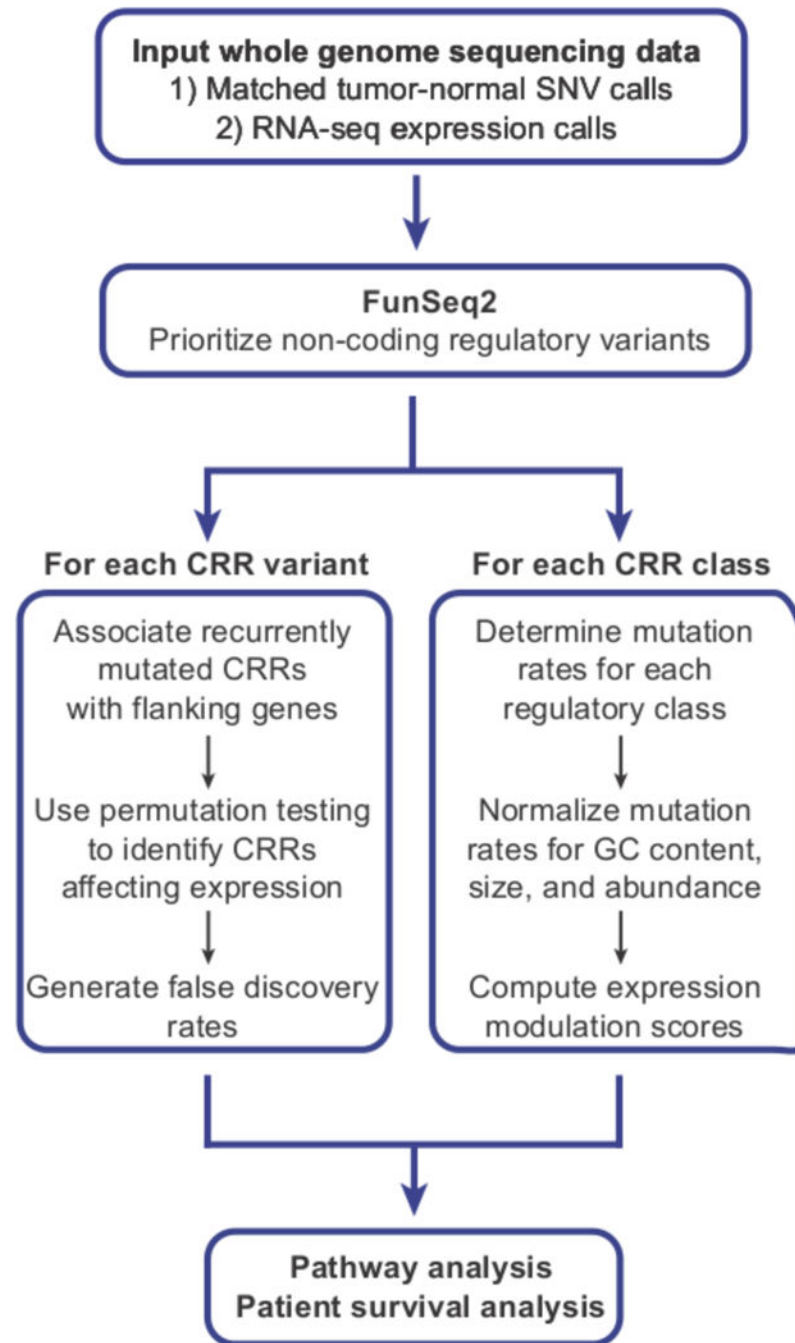 Input whole genome sequencing data
1) Matched tumor-normal SNV calls
2) RNA-seq expression calls
FunSeq2
Prioritize non-coding regulatory variants
For each CRR variant
Associate recurrently
mutated CRRs
with flanking genes
Use permutation testing
to identify CRRs
affecting expression
Generate false discovery
rates
For each CRR class
Determine mutation
rates for each
regulatory class
Normalize mutation
rates for GC content,
size, and abundance
Compute expression
modulation scores
Pathway analysis
Patient survival analysis